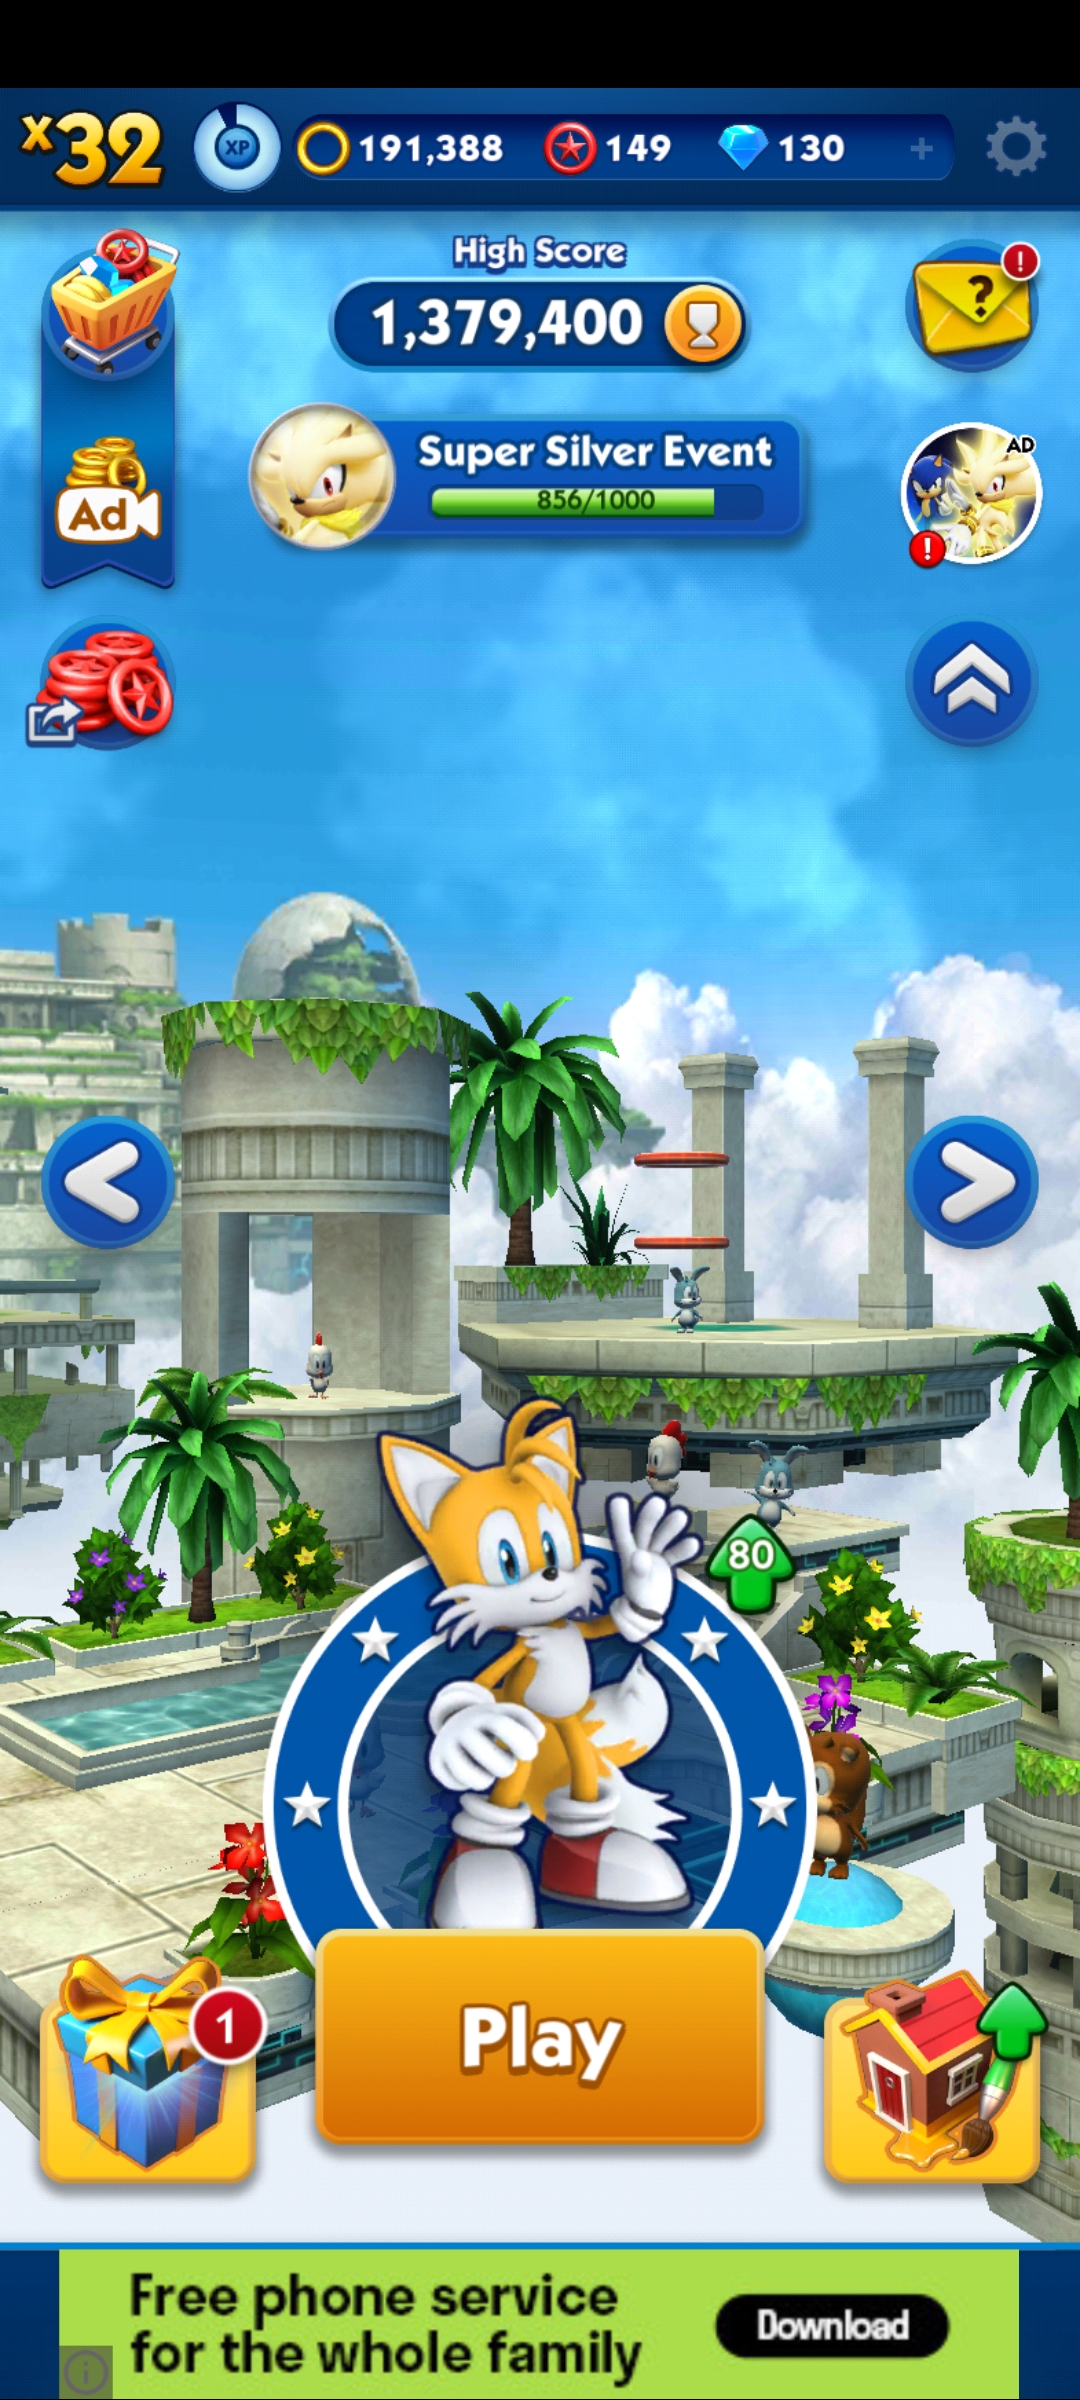 x32
XP
191,388
149
130
+
High Score
1,379,400
?
!
Super Silver Event
856/1000
AD
!
Ad
80
1
Play
Free phone service
for the whole family
Download
i